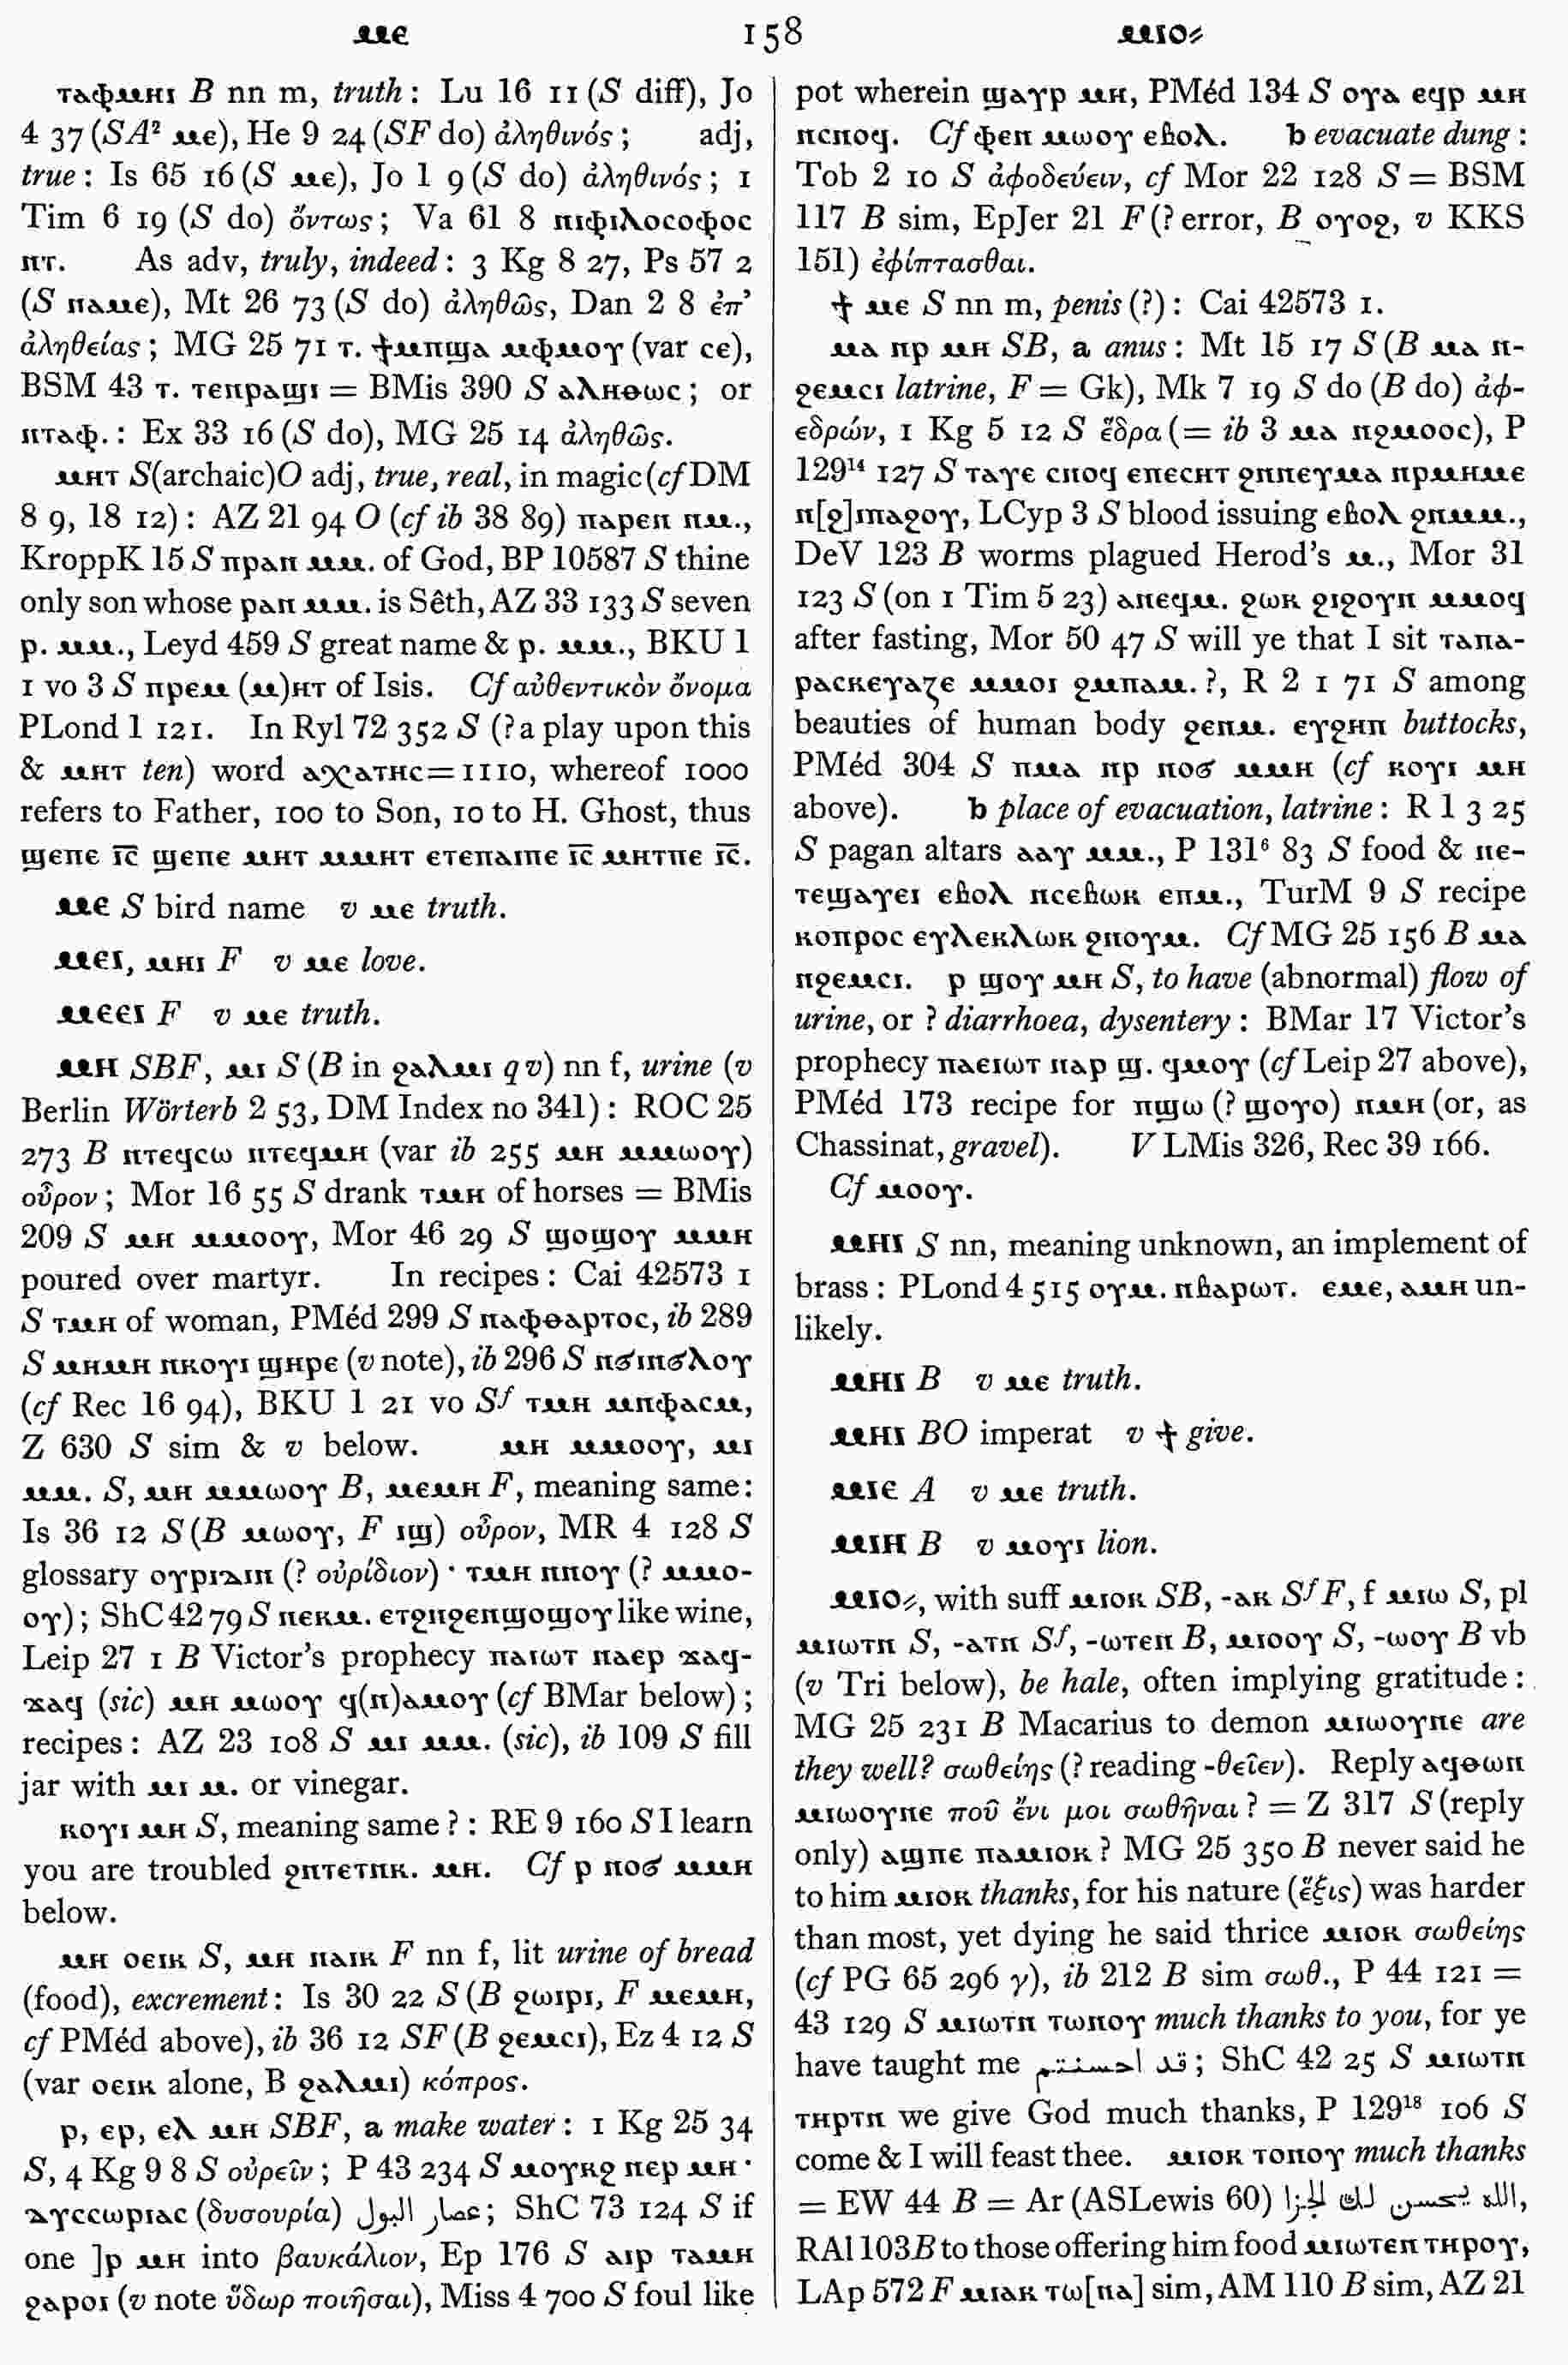 ⲙⲉ 158 ⲙⲓⲟ⸗
ⲧⲁⲫⲙⲏⲓ B nn m, truth: Lu 16 11 (S diff), Jo
4 37 (SA² ⲙⲉ), He 9 24 (SF do) ἀληθινός; adj,
true: Is 65 16 (S ⲙⲉ), Jo 1 9 (S do) ἀληθινός; 1
Tim 6 19 (S do) ὄντως; Va 61 8 ⲡⲓⲫⲓⲗⲟⲥⲟⲫⲟⲥ
ⲛⲧ. As adv, truly, indeed: 3 Kg 8 27, Ps 57 2
(S ⲛⲁⲙⲉ), Mt 26 73 (S do) ἀληθῶς, Dan 2 8 ἐπ’
ἀληθείας; MG 25 71 ⲧ. ϯⲙⲡϣⲁ ⲙⲫⲙⲟⲩ (var ⲥⲉ),
BSM 43 ⲧ. ⲧⲉⲛⲣⲁϣⲓ = BMis 390 S ⲁⲗⲏⲑⲱⲥ; or
ⲛⲧⲁⲫ.: Ex 33 16 (S do), MG 25 14 ἀληθῶς.
ⲙⲏⲧ S(archaic)O adj, true, real, in magic (cf DM
8 9, 18 12): AZ 21 94 O (cf ib 38 89) ⲡⲁⲣⲉⲛ ⲛⲙ.,
KroppK 15 S ⲡⲣⲁⲛ ⲙⲙ. of God, BP 10587 S thine
only son whose ⲣⲁⲛ ⲙⲙ. is Sêth, AZ 33 133 S seven
ⲣ. ⲙⲙ., Leyd 459 S great name & ⲣ. ⲙⲙ., BKU 1
1 vo 3 S ⲡⲣⲉⲙ (ⲙ)ⲏⲧ of Isis. Cf αὐθεντικὸν ὄνομα
PLond 1 121. In Ryl 72 352 S (? a play upon this
& ⲙⲏⲧ ten) word ⲁⲭⲁⲧⲏⲥ=1110, whereof 1000
refers to Father, 100 to Son, 10 to H. Ghost, thus
ϣⲉⲡⲉ ⲓ̅ⲥ̅ ϣⲉⲡⲉ ⲙⲏⲧ ⲙⲙⲏⲧ ⲉⲧⲉⲡⲁⲓⲡⲉ ⲓ̅ⲥ̅ ⲙⲏⲧⲡⲉ ⲓ̅ⲥ̅.
ⲙⲉ S bird name v ⲙⲉ truth.
ⲙⲉⲓ, ⲙⲏⲓ F v ⲙⲉ love.
ⲙⲉⲉⲓ F v ⲙⲉ truth.
ⲙⲏ SBF, ⲙⲓ S (B in ϩⲁⲗⲙⲓ q v) nn f, urine (v
Berlin Wörterb 2 53, DM Index no 341): ROC 25
273 B ⲛⲧⲉϥⲥⲱ ⲛⲧⲉϥⲙⲏ (var ib 255 ⲙⲏ ⲙⲙⲱⲟⲩ)
οὖρον; Mor 16 55 S drank ⲧⲙⲏ of horses = BMis
209 S ⲙⲏ ⲙⲙⲟⲟⲩ, Mor 46 29 S ϣⲟϣⲟⲩ ⲙⲙⲏ
poured over martyr. In recipes: Cai 42573 1
S ⲧⲙⲏ of woman, PMéd 299 S ⲛⲁⲫⲑⲁⲣⲧⲟⲥ, ib 289
S ⲙⲏⲙⲏ ⲛⲕⲟⲩⲓ ϣⲏⲣⲉ (v note), ib 296 S ⲛϭⲓⲛϭⲗⲟⲩ
(cf Rec 16 94), BKU 1 21 vo Sᶠ ⲧⲙⲏ ⲙⲡⲫⲁⲥⲙ,
Z 630 S sim & v below. ⲙⲏ ⲙⲙⲟⲟⲩ, ⲙⲓ
ⲙⲙ. S, ⲙⲏ ⲙⲙⲱⲟⲩ B, ⲙⲉⲙⲏ F, meaning same:
Is 36 12 S (B ⲙⲱⲟⲩ, F ⲓϣ) οὖρον, MR 4 128 S
glossary ⲟⲩⲣⲓⲇⲓⲛ (? οὐρίδιον) · ⲧⲙⲏ ⲛⲛⲟⲩ (? ⲙⲙⲟ-
ⲟⲩ); ShC 42 79 S ⲛⲉⲕⲙ. ⲉⲧϩⲛϩⲉⲛϣⲟϣⲟⲩ like wine,
Leip 27 1 B Victor’s prophecy ⲡⲁⲓⲱⲧ ⲛⲁⲉⲣ ϫⲁϥ-
ϫⲁϥ (sic) ⲙⲏ ⲙⲱⲟⲩ ϥ(ⲛ)ⲁⲙⲟⲩ (cf BMar below);
recipes: AZ 23 108 S ⲙⲓ ⲙⲙ. (sic), ib 109 S fill
jar with ⲙⲓ ⲙ. or vinegar.
ⲕⲟⲩⲓ ⲙⲏ S, meaning same?: RE 9 160 S I learn
you are troubled ϩⲛⲧⲉⲧⲛⲕ. ⲙⲏ. Cf ⲣ ⲛⲟϭ ⲙⲙⲏ
below.
ⲙⲏ ⲟⲉⲓⲕ S, ⲙⲏ ⲛⲁⲓⲕ F nn f, lit urine of bread
(food), excrement: Is 30 22 S (B ϩⲱⲓⲣⲓ, F ⲙⲉⲙⲏ,
cf PMéd above), ib 36 12 SF (B ϩⲉⲙⲥⲓ), Ez 4 12 S
(var ⲟⲉⲓⲕ alone, B ϩⲁⲗⲙⲓ) κόπρος.
ⲣ, ⲉⲣ, ⲉⲗ ⲙⲏ SBF, a make water: 1 Kg 25 34
S, 4 Kg 9 8 S οὐρεῖν; P 43 234 S ⲙⲟⲩⲕϩ ⲛⲉⲣ ⲙⲏ ·
ⲇⲩⲥⲥⲱⲣⲓⲁⲥ (δυσουρία) عسار البول; ShC 73 124 S if
one ]ⲣ ⲙⲏ into βαυκάλιον, Ep 176 S ⲁⲓⲣ ⲧⲁⲙⲏ
ϩⲁⲣⲟⲓ (v note ὕδωρ ποιῆσαι), Miss 4 700 S foul like
pot wherein ϣⲁⲩⲣ ⲙⲏ, PMéd 134 S ⲟⲩⲁ ⲉϥⲣ ⲙⲏ
ⲛⲥⲛⲟϥ. Cf ⲫⲉⲛ ⲙⲱⲟⲩ ⲉⲃⲟⲗ. b evacuate dung:
Tob 2 10 S ἀφοδεύειν, cf Mor 22 128 S = BSM
117 B sim, EpJer 21 F (? error, B ⲟⲩⲟϩ, v KKS
151) ἐφίπτασθαι.
ϯ ⲙⲉ S nn m, penis (?): Cai 42573 1.
ⲙⲁ ⲛⲣ ⲙⲏ SB, a anus: Mt 15 17 S (B ⲙⲁ ⲛ-
ϩⲉⲙⲥⲓ latrine, F = Gk), Mk 7 19 S do (B do) ἀφ-
εδρών, 1 Kg 5 12 S ἕδρα (= ib 3 ⲙⲁ ⲛϩⲙⲟⲟⲥ), P
129¹⁴ 127 S ⲧⲁⲩⲉ ⲥⲛⲟϥ ⲉⲡⲉⲥⲏⲧ ϩⲛⲛⲉⲩⲙⲁ ⲛⲣⲙⲏⲙⲉ
ⲛ[ϩ]ⲓⲡⲁϩⲟⲩ, LCyp 3 S blood issuing ⲉⲃⲟⲗ ϩⲛⲙⲙ.,
DeV 123 B worms plagued Herod’s ⲙ., Mor 31
123 S (on 1 Tim 5 23) ⲁⲡⲉϥⲙ. ϩⲱⲕ ϩⲓϩⲟⲩⲛ ⲙⲙⲟϥ
after fasting, Mor 50 47 S will ye that I sit ⲧⲁⲡⲁ-
ⲣⲁⲥⲕⲉⲩⲁⲍⲉ ⲙⲙⲟⲓ ϩⲙⲡⲁⲙ.?, R 2 1 71 S among
beauties of human body ϩⲉⲛⲙ. ⲉⲩϩⲏⲡ buttocks,
PMéd 304 S ⲡⲙⲁ ⲛⲣ ⲛⲟϭ ⲙⲙⲏ (cf ⲕⲟⲩⲓ ⲙⲏ
above). b place of evacuation, latrine: R 1 3 25
S pagan altars ⲁⲁⲩ ⲙⲙ., P 131⁶ 83 S food & ⲡⲉ-
ⲧⲉϣⲁⲩⲉⲓ ⲉⲃⲟⲗ ⲛⲥⲉⲃⲱⲕ ⲉⲡⲙ., TurM 9 S recipe
ⲕⲟⲡⲣⲟⲥ ⲉⲩⲗⲉⲕⲗⲱⲕ ϩⲛⲟⲩⲙ. Cf MG 25 156 B ⲙⲁ
ⲛϩⲉⲙⲥⲓ. ⲣ ϣⲟⲩ ⲙⲏ S, to have (abnormal) flow of
urine, or ? diarrhoea, dysentery: BMar 17 Victor’s
prophecy ⲡⲁⲉⲓⲱⲧ ⲛⲁⲣ ϣ. ϥⲙⲟⲩ (cf Leip 27 above),
PMéd 173 recipe for ⲡϣⲱ (? ϣⲟⲩⲟ) ⲛⲙⲏ (or, as
Chassinat, gravel). V LMis 326, Rec 39 166.
Cf ⲙⲟⲟⲩ.
ⲙⲏⲓ S nn, meaning unknown, an implement of
brass: PLond 4 515 ⲟⲩⲙ. ⲛⲃⲁⲣⲱⲧ. ⲉⲙⲉ, ⲁⲙⲏ un-
likely.
ⲙⲏⲓ B v ⲙⲉ truth.
ⲙⲏⲓ BO imperat v ϯ give.
ⲙⲓⲉ A v ⲙⲉ truth.
ⲙⲓⲏ B v ⲙⲟⲩⲓ lion.
ⲙⲓⲟ⸗, with suff ⲙⲓⲟⲕ SB, -ⲁⲕ SᶠF, f ⲙⲓⲱ S, pl
ⲙⲓⲱⲧⲛ S, -ⲁⲧⲛ Sᶠ, -ⲱⲧⲉⲛ B, ⲙⲓⲟⲟⲩ S, -ⲱⲟⲩ B vb
(v Tri below), be hale, often implying gratitude:
MG 25 231 B Macarius to demon ⲙⲓⲱⲟⲩⲡⲉ are
they well? σωθείης (? reading -θεῖεν). Reply ⲁϥⲑⲱⲛ
ⲙⲓⲱⲟⲩⲡⲉ ποῦ ἔνι μοι σωθῆναι? = Z 317 S (reply
only) ⲁϣⲡⲉ ⲡⲁⲙⲓⲟⲕ? MG 25 350 B never said he
to him ⲙⲓⲟⲕ thanks, for his nature (ἕξις) was harder
than most, yet dying he said thrice ⲙⲓⲟⲕ σωθείης
(cf PG 65 296 γ), ib 212 B sim σωθ., P 44 121 =
43 129 S ⲙⲓⲱⲧⲛ ⲧⲱⲛⲟⲩ much thanks to you, for ye
have taught me قد احسنتم; ShC 42 25 S ⲙⲓⲱⲧⲛ
ⲧⲏⲣⲧⲛ we give God much thanks, P 129¹⁸ 106 S
come & I will feast thee. ⲙⲓⲟⲕ ⲧⲟⲛⲟⲩ much thanks
= EW 44 B = Ar (ASLewis 60) الله يحسن لك الجزا,
RAl 103 B to those offering him food ⲙⲓⲱⲧⲉⲛ ⲧⲏⲣⲟⲩ,
LAp 572 F ⲙⲓⲁⲕ ⲧⲱ[ⲛⲁ] sim, AM 110 B sim, AZ 21